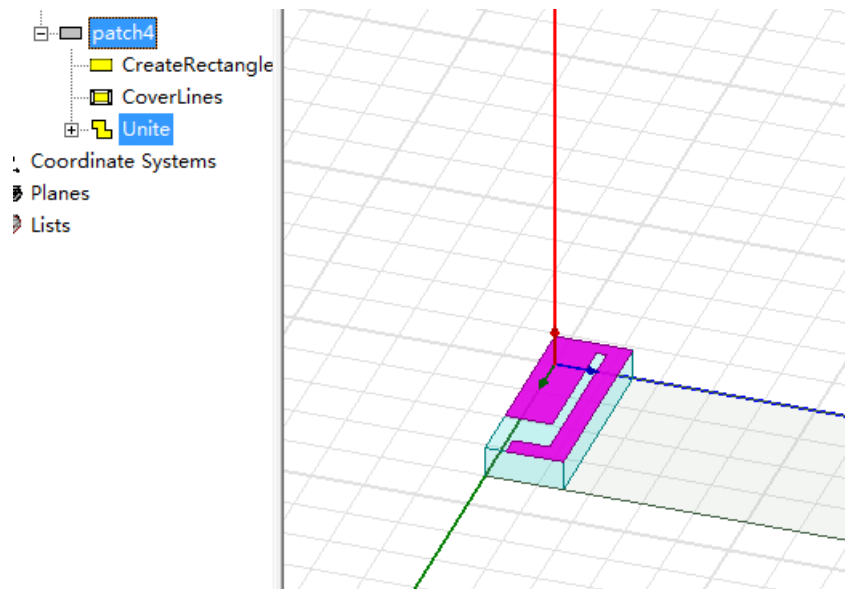 patch4
CreateRectangle
CoverLines
Unite
Coordinate Systems
Planes
Lists